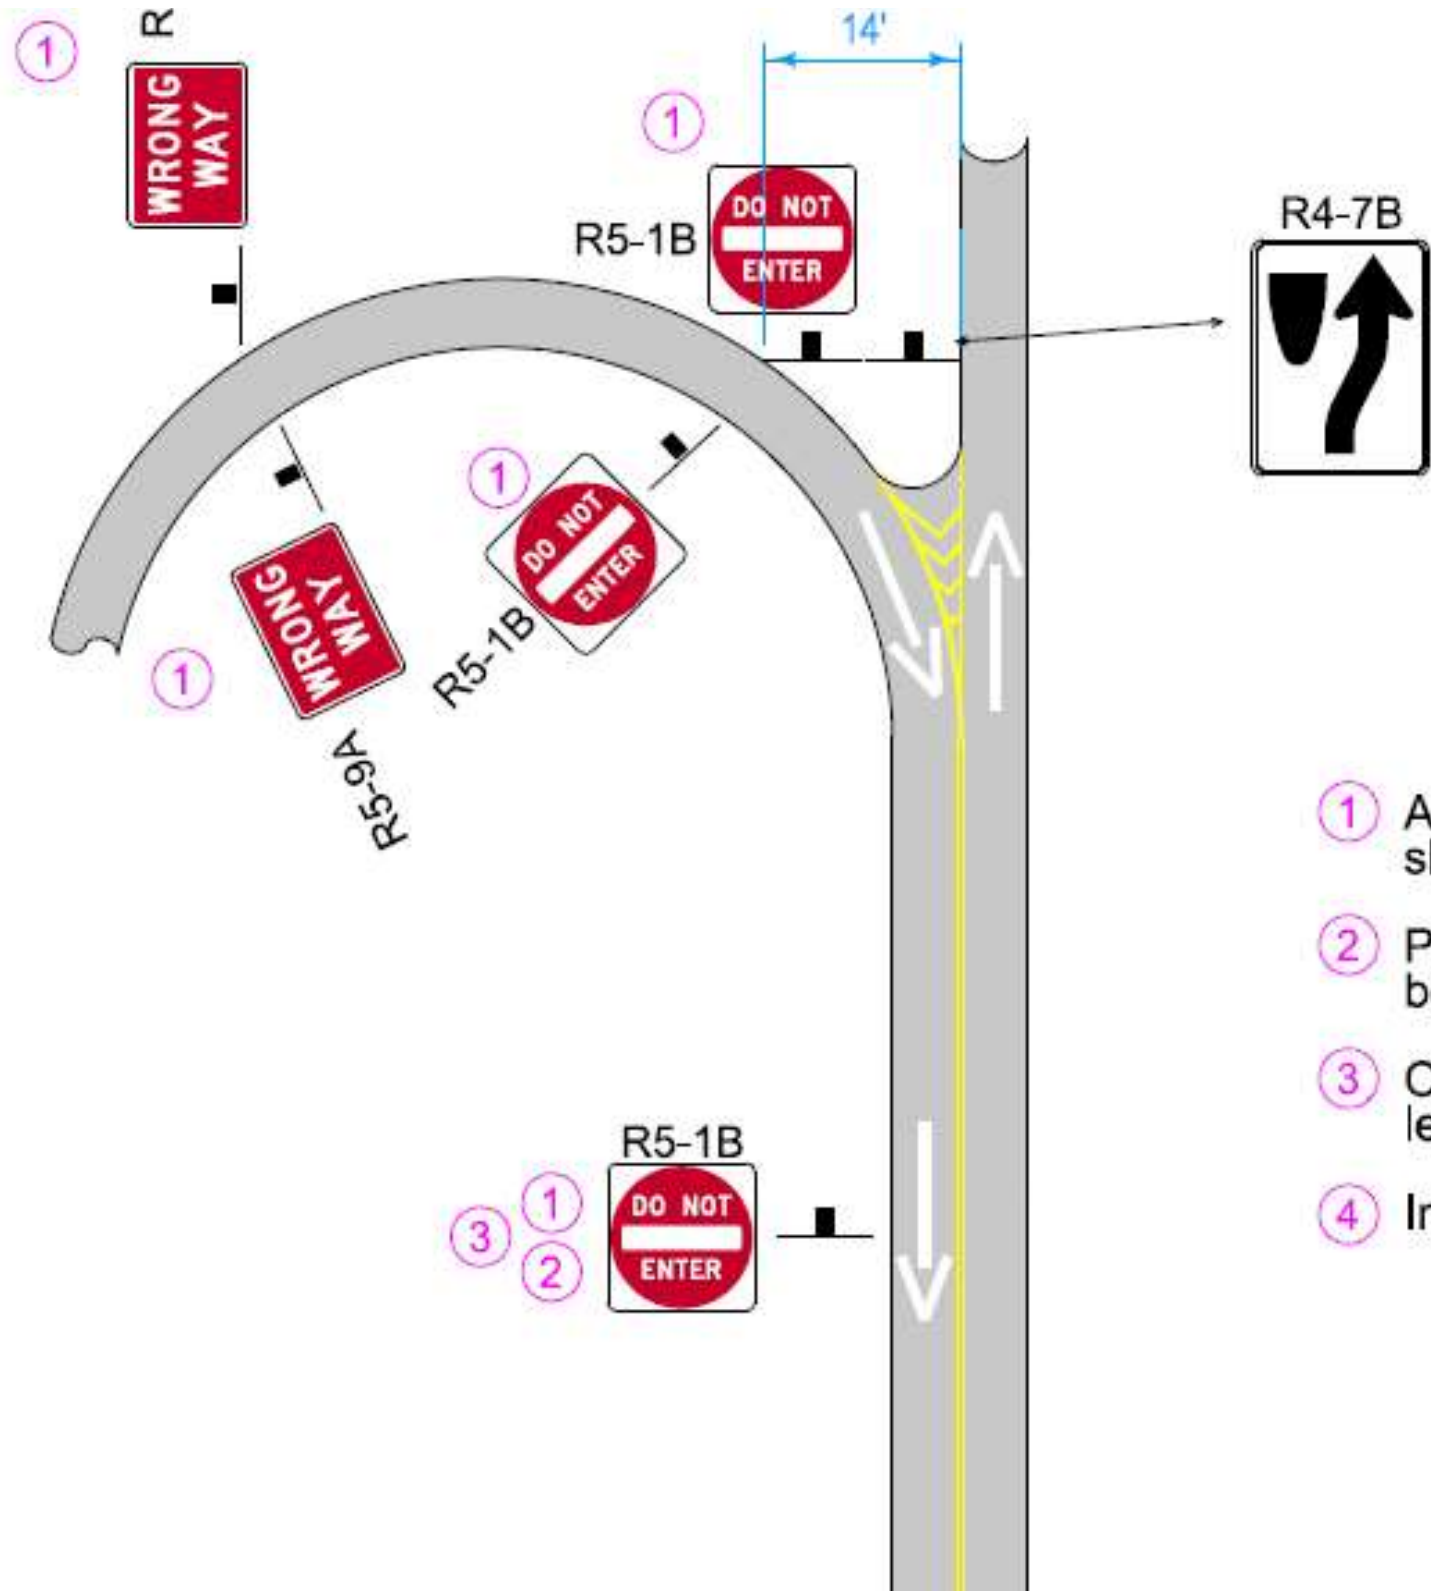 1
R
WRONG
WAY
14'
1
R5-1B
DO NOT
ENTER
R4-7B
1
DO NOT
ENTER
R5-1B
WRONG
WAY
1
R5-9A
R5-1B
1
3
2
DO NOT
ENTER
1 A
2 P
b
3
le
4 In